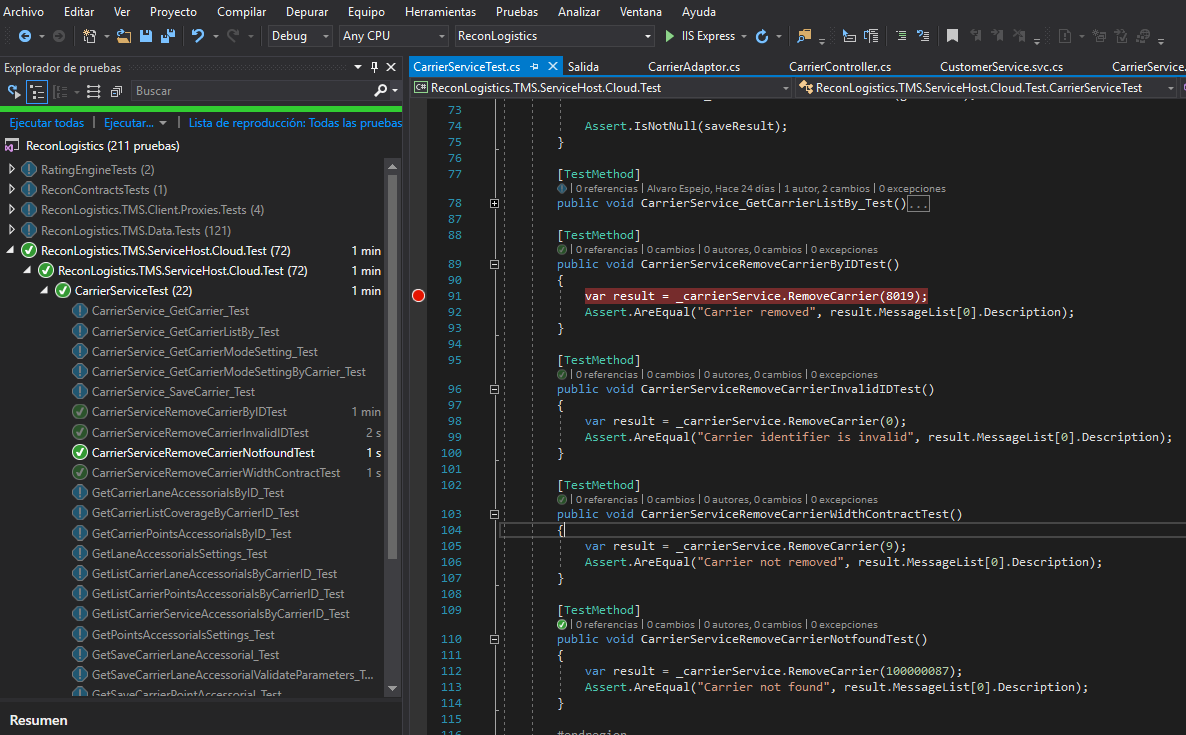 Archivo Editar Ver Proyecto Compilar Depurar Equipo Herramientas Pruebas Analizar Ventana Ayuda
Debug Any CPU ReconLogistics IIS Express
Explorador de pruebas
Buscar
Ejecutar todas | Ejecutar... | Lista de reproducción: Todas las pruebas
ReconLogistics (211 pruebas)
RatingEngineTests (2)
ReconContractsTests (1)
ReconLogistics.TMS.Client.Proxies.Tests (4)
ReconLogistics.TMS.Data.Tests (121)
ReconLogistics.TMS.ServiceHost.Cloud.Test (72) 1 min
ReconLogistics.TMS.ServiceHost.Cloud.Test (72) 1 min
CarrierServiceTest (22) 1 min
CarrierService_GetCarrier_Test
CarrierService_GetCarrierListBy_Test
CarrierService_GetCarrierModeSetting_Test
CarrierService_GetCarrierModeSettingByCarrier_Test
CarrierService_SaveCarrier_Test
CarrierServiceRemoveCarrierByIDTest 1 min
CarrierServiceRemoveCarrierInvalidIDTest 2 s
CarrierServiceRemoveCarrierNotfoundTest 1 s
CarrierServiceRemoveCarrierWidthContractTest 1 s
GetCarrierLaneAccessorialsByID_Test
GetCarrierListCoverageByCarrierID_Test
GetCarrierPointsAccessorialsByID_Test
GetLaneAccessorialsSettings_Test
GetListCarrierLaneAccessorialsByCarrierID_Test
GetListCarrierPointsAccessorialsByCarrierID_Test
GetListCarrierServiceAccessorialsByCarrierID_Test
GetPointsAccessorialsSettings_Test
GetSaveCarrierLaneAccessorial_Test
GetSaveCarrierLaneAccessorialValidateParameters_T...
GetSaveCarrierPointAccessorial_Test
Resumen
CarrierServiceTest.cs Salida CarrierAdaptor.cs CarrierController.cs CustomerService.svc.cs CarrierService.
ReconLogistics.TMS.ServiceHost.Cloud.Test ReconLogistics.TMS.ServiceHost.Cloud.Test.CarrierServiceTest
73
74 Assert.IsNotNull(saveResult);
75 }
76
77 [TestMethod]
0 referencias | Alvaro Espejo, Hace 24 días | 1 autor, 2 cambios | 0 excepciones
78 public void CarrierService_GetCarrierListBy_Test()...
87
88 [TestMethod]
0 referencias | 0 cambios | 0 autores, 0 cambios | 0 excepciones
89 public void CarrierServiceRemoveCarrierByIDTest()
90 {
91 var result = _carrierService.RemoveCarrier(8019);
92 Assert.AreEqual("Carrier removed", result.MessageList[0].Description);
93 }
94
95 [TestMethod]
0 referencias | 0 cambios | 0 autores, 0 cambios | 0 excepciones
96 public void CarrierServiceRemoveCarrierInvalidIDTest()
97 {
98 var result = _carrierService.RemoveCarrier(0);
99 Assert.AreEqual("Carrier identifier is invalid", result.MessageList[0].Description);
100 }
101
102 [TestMethod]
0 referencias | 0 cambios | 0 autores, 0 cambios | 0 excepciones
103 public void CarrierServiceRemoveCarrierWidthContractTest()
104 {
105 var result = _carrierService.RemoveCarrier(9);
106 Assert.AreEqual("Carrier not removed", result.MessageList[0].Description);
107 }
108
109 [TestMethod]
0 referencias | 0 cambios | 0 autores, 0 cambios | 0 excepciones
110 public void CarrierServiceRemoveCarrierNotfoundTest()
111 {
112 var result = _carrierService.RemoveCarrier(100000087);
113 Assert.AreEqual("Carrier not found", result.MessageList[0].Description);
114 }
115
116 #endregion